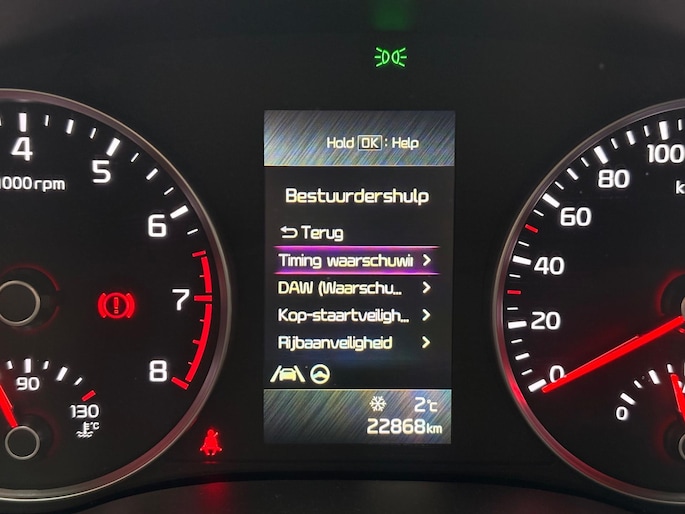 Hold OK : Help
Bestuurdershulp
Terug
Timing waarschuwi
DAW (Waarschu...
Kop-staartveiligh...
Rijbaanveiligheid
2°C
22868km
4
5
6
7
8
1000rpm
90
130
°C
0
20
40
60
80
100
k
0